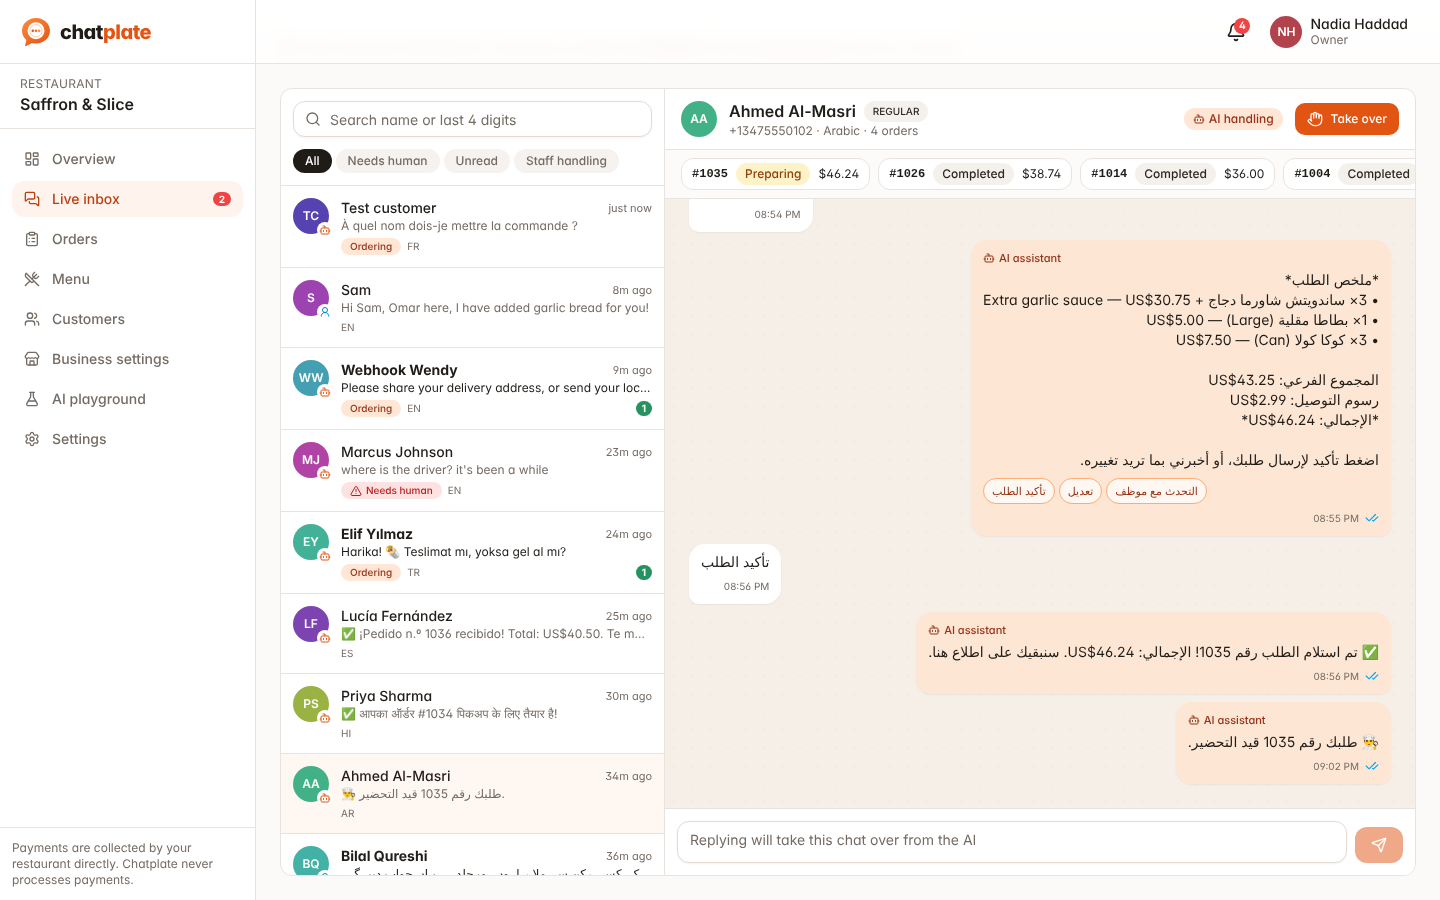 chatplate
4
NH
Nadia Haddad
Owner
RESTAURANT
Saffron & Slice
Overview
Live inbox
2
Orders
Menu
Customers
Business settings
AI playground
Settings
Payments are collected by your
restaurant directly. Chatplate never
processes payments.
Search name or last 4 digits
All
Needs human
Unread
Staff handling
TC
Test customer
just now
À quel nom dois-je mettre la commande ?
Ordering
FR
S
Sam
8m ago
Hi Sam, Omar here, I have added garlic bread for you!
EN
WW
Webhook Wendy
9m ago
Please share your delivery address, or send your loc...
Ordering
EN
1
MJ
Marcus Johnson
23m ago
where is the driver? it's been a while
Needs human
EN
EY
Elif Yılmaz
24m ago
Harika! 🌯 Teslimat mı, yoksa gel al mı?
Ordering
TR
1
LF
Lucía Fernández
25m ago
✅ ¡Pedido n.º 1036 recibido! Total: US$40.50. Te m...
ES
PS
Priya Sharma
30m ago
✅ आपका ऑर्डर #1034 पिकअप के लिए तैयार है!
HI
AA
Ahmed Al-Masri
34m ago
👨‍🍳 طلبك رقم 1035 قيد التحضير.
AR
BQ
Bilal Qureshi
36m ago
AA
Ahmed Al-Masri
REGULAR
+13475550102 · Arabic · 4 orders
AI handling
Take over
#1035 Preparing $46.24
#1026 Completed $38.74
#1014 Completed $36.00
#1004 Completed
08:54 PM
AI assistant
*ملخص الطلب*
• 3× ساندويتش شاورما دجاج + Extra garlic sauce — US$30.75
• 1× بطاطا مقلية (Large) — US$5.00
• 3× كوكا كولا (Can) — US$7.50
المجموع الفرعي: US$43.25
رسوم التوصيل: US$2.99
*الإجمالي: US$46.24*
اضغط تأكيد لإرسال طلبك، أو أخبرني بما تريد تغييره.
تأكيد الطلب
تعديل
التحدث مع موظف
08:55 PM
تأكيد الطلب
08:56 PM
AI assistant
✅ تم استلام الطلب رقم 1035! الإجمالي: US$46.24. سنبقيك على اطلاع هنا.
08:56 PM
AI assistant
👨‍🍳 طلبك رقم 1035 قيد التحضير.
09:02 PM
Replying will take this chat over from the AI